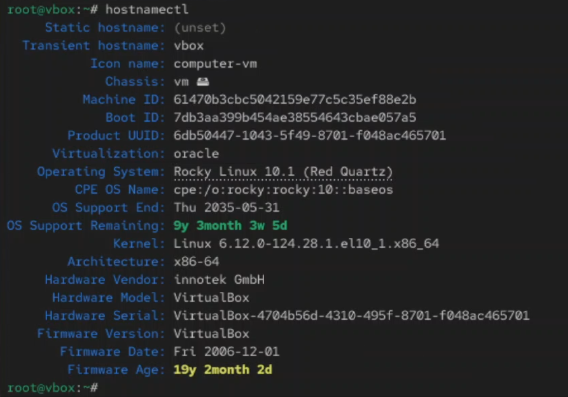 root@vbox:~# hostnamectl
Static hostname: (unset)
Transient hostname: vbox
Icon name: computer-vm
Chassis: vm 🖴
Machine ID: 61470b3cbc5042159e77c5c35ef88e2b
Boot ID: 7db3aa399b454ae38554643cbae057a5
Product UUID: 6db50447-1043-5f49-8701-f048ac465701
Virtualization: oracle
Operating System: Rocky Linux 10.1 (Red Quartz)
CPE OS Name: cpe:/o:rocky:rocky:10::baseos
OS Support End: Thu 2035-05-31
OS Support Remaining: 9y 3month 3w 5d
Kernel: Linux 6.12.0-124.28.1.el10_1.x86_64
Architecture: x86-64
Hardware Vendor: innotek GmbH
Hardware Model: VirtualBox
Hardware Serial: VirtualBox-4704b56d-4310-495f-8701-f048ac465701
Firmware Version: VirtualBox
Firmware Date: Fri 2006-12-01
Firmware Age: 19y 2month 2d
root@vbox:~#